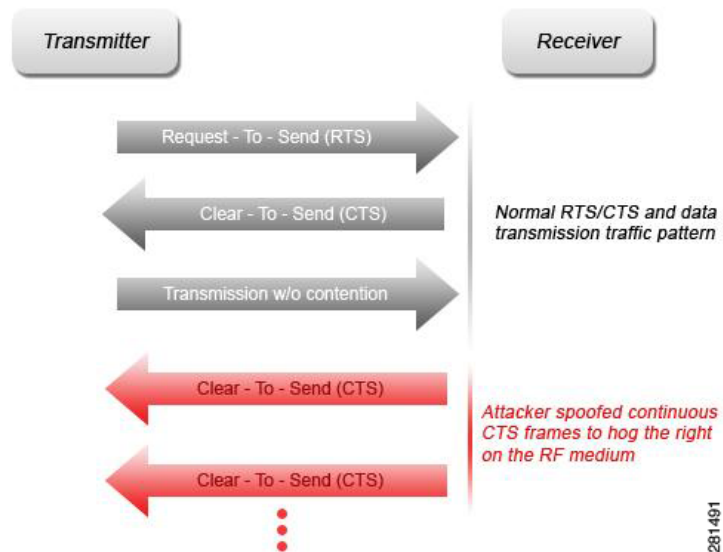 Transmitter
Receiver
Request - To - Send (RTS)
Clear - To - Send (CTS)
Normal RTS/CTS and data
transmission traffic pattern
Transmission w/o contention
Clear - To - Send (CTS)
Attacker spoofed continuous
CTS frames to hog the right
on the RF medium
Clear - To - Send (CTS)
281491